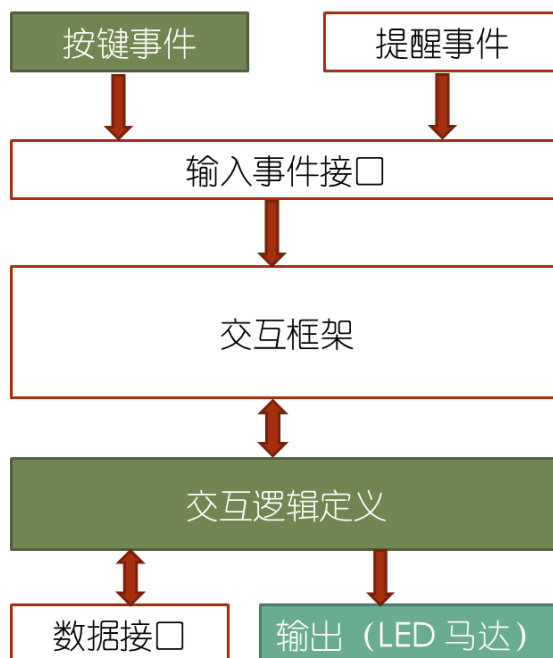 按键事件
提醒事件
输入事件接口
交互框架
交互逻辑定义
数据接口
输出（LED 马达）